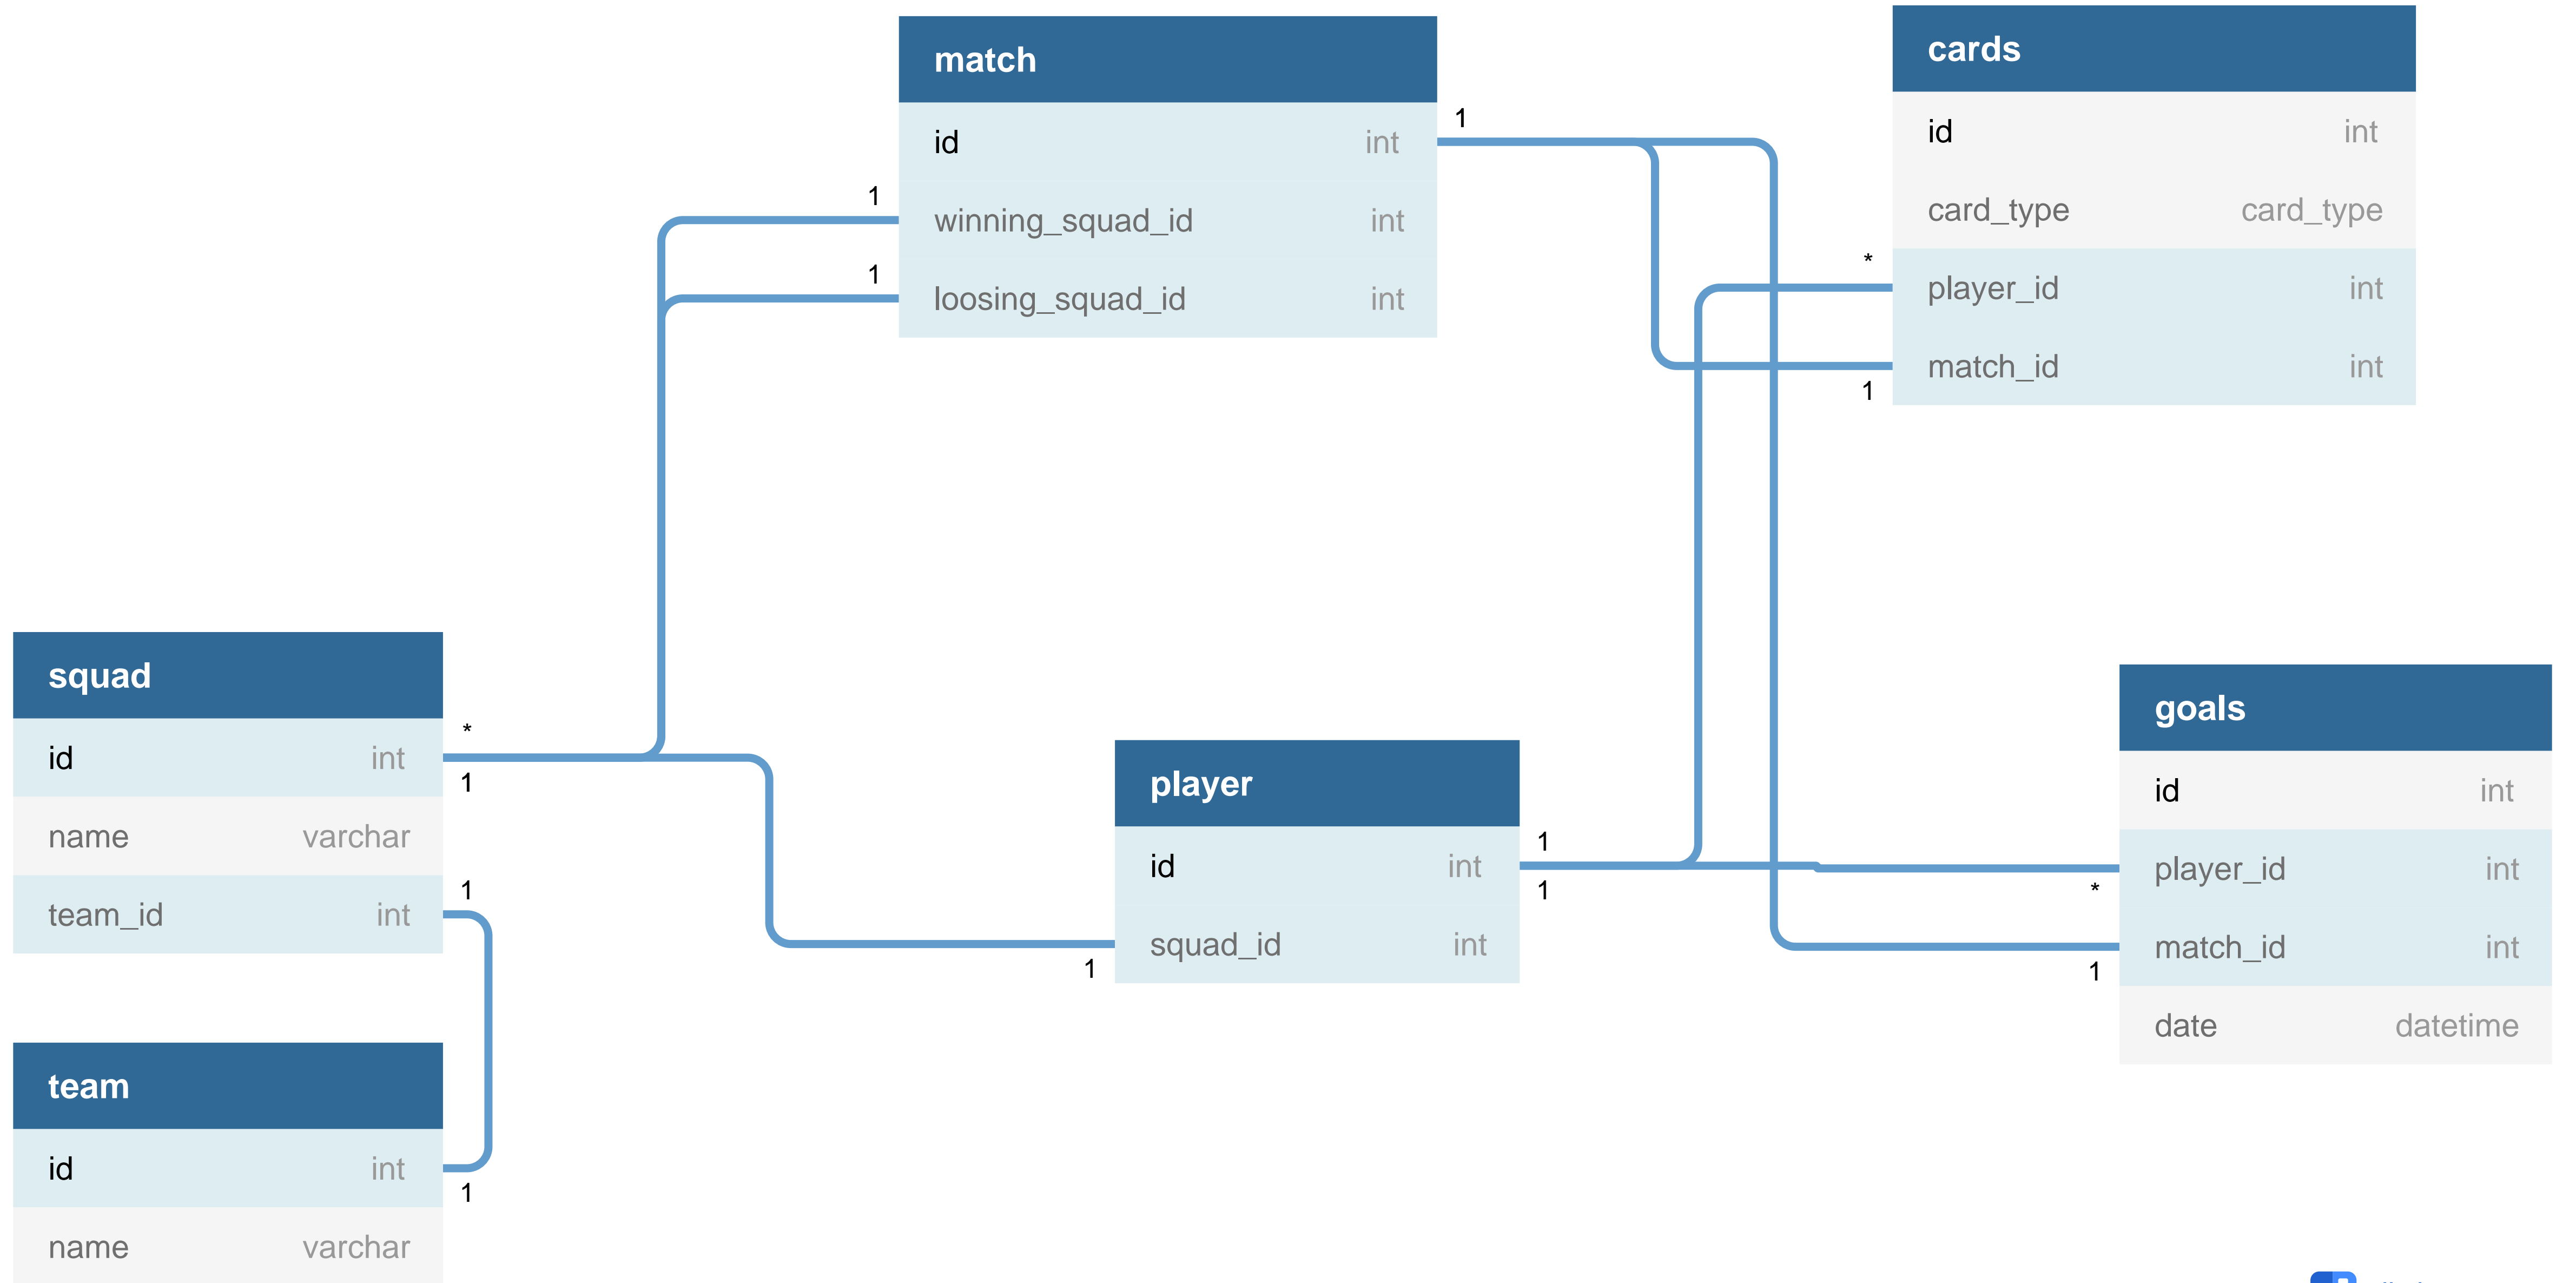 match
id int
winning_squad_id int
loosing_squad_id int
1
1
1
cards
id int
card_type card_type
player_id int
match_id int
*
1
squad
id int
name varchar
team_id int
*
1
1
team
id int
name varchar
1
player
id int
squad_id int
1
1
1
goals
id int
player_id int
match_id int
date datetime
*
1